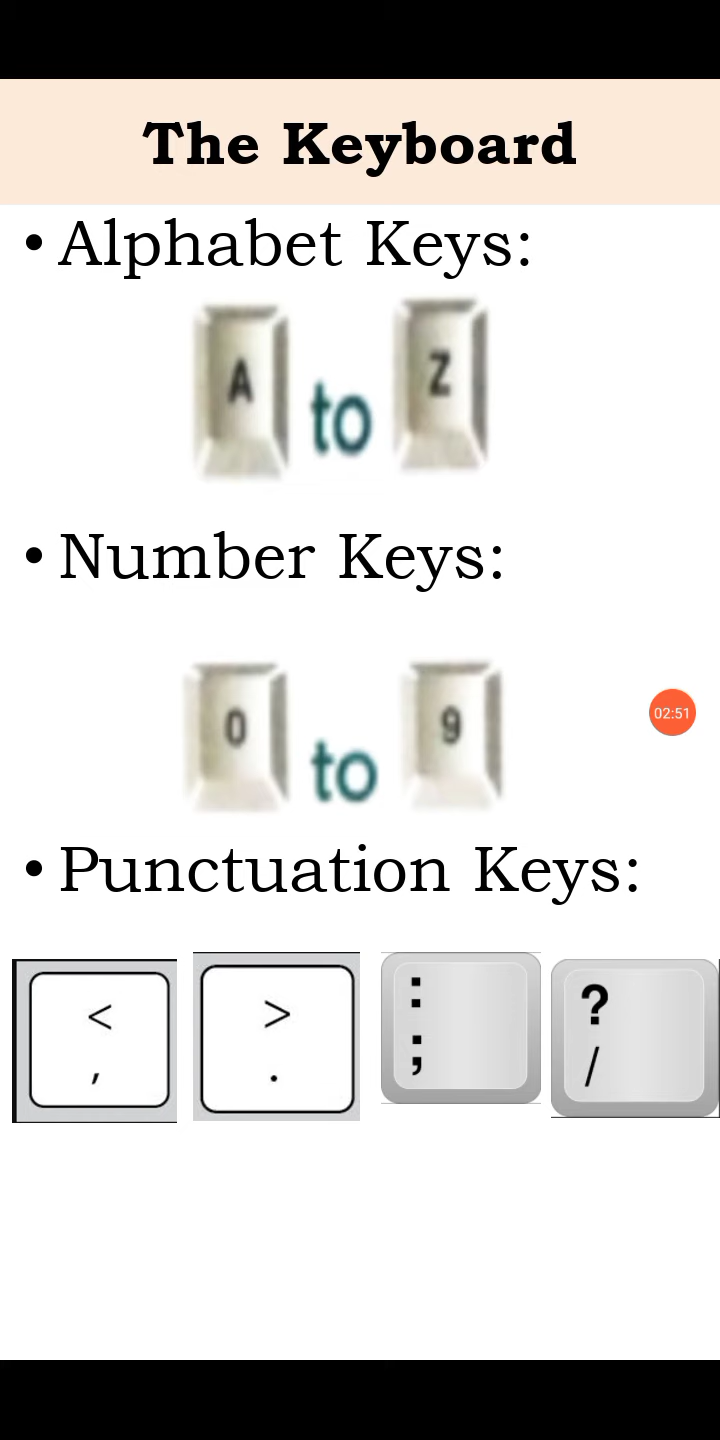 The Keyboard
• Alphabet Keys:
A to Z
• Number Keys:
0 to 9
02:51
• Punctuation Keys:
< > : ?
, . ; /